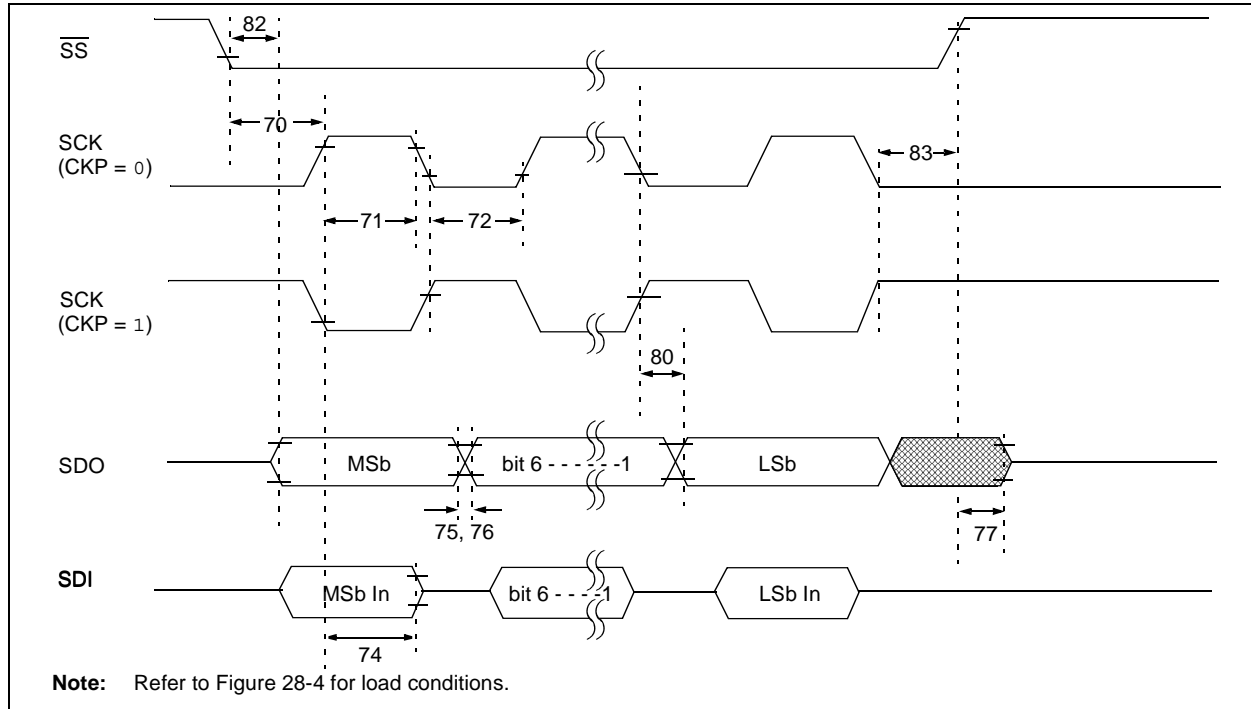 82
SS
70
SCK
(CKP = 0)
83
71
72
SCK
(CKP = 1)
80
SDO
MSb
bit 6 - - - - - -1
LSb
75, 76
77
SDI
MSb In
bit 6 - - - -1
LSb In
74
Note: Refer to Figure 28-4 for load conditions.